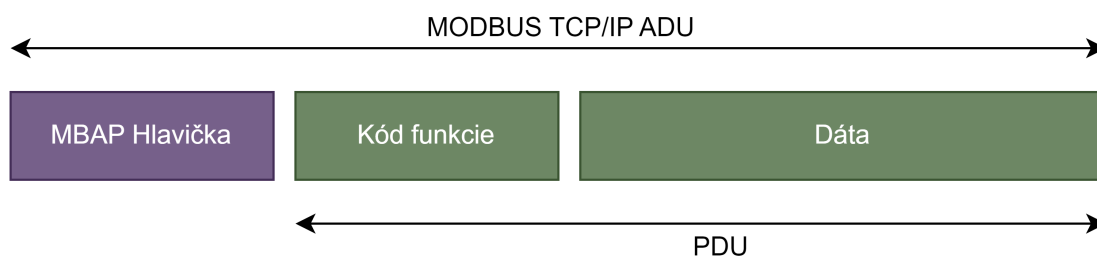 MODBUS TCP/IP ADU
MBAP Hlavička
Kód funkcie
Dáta
PDU